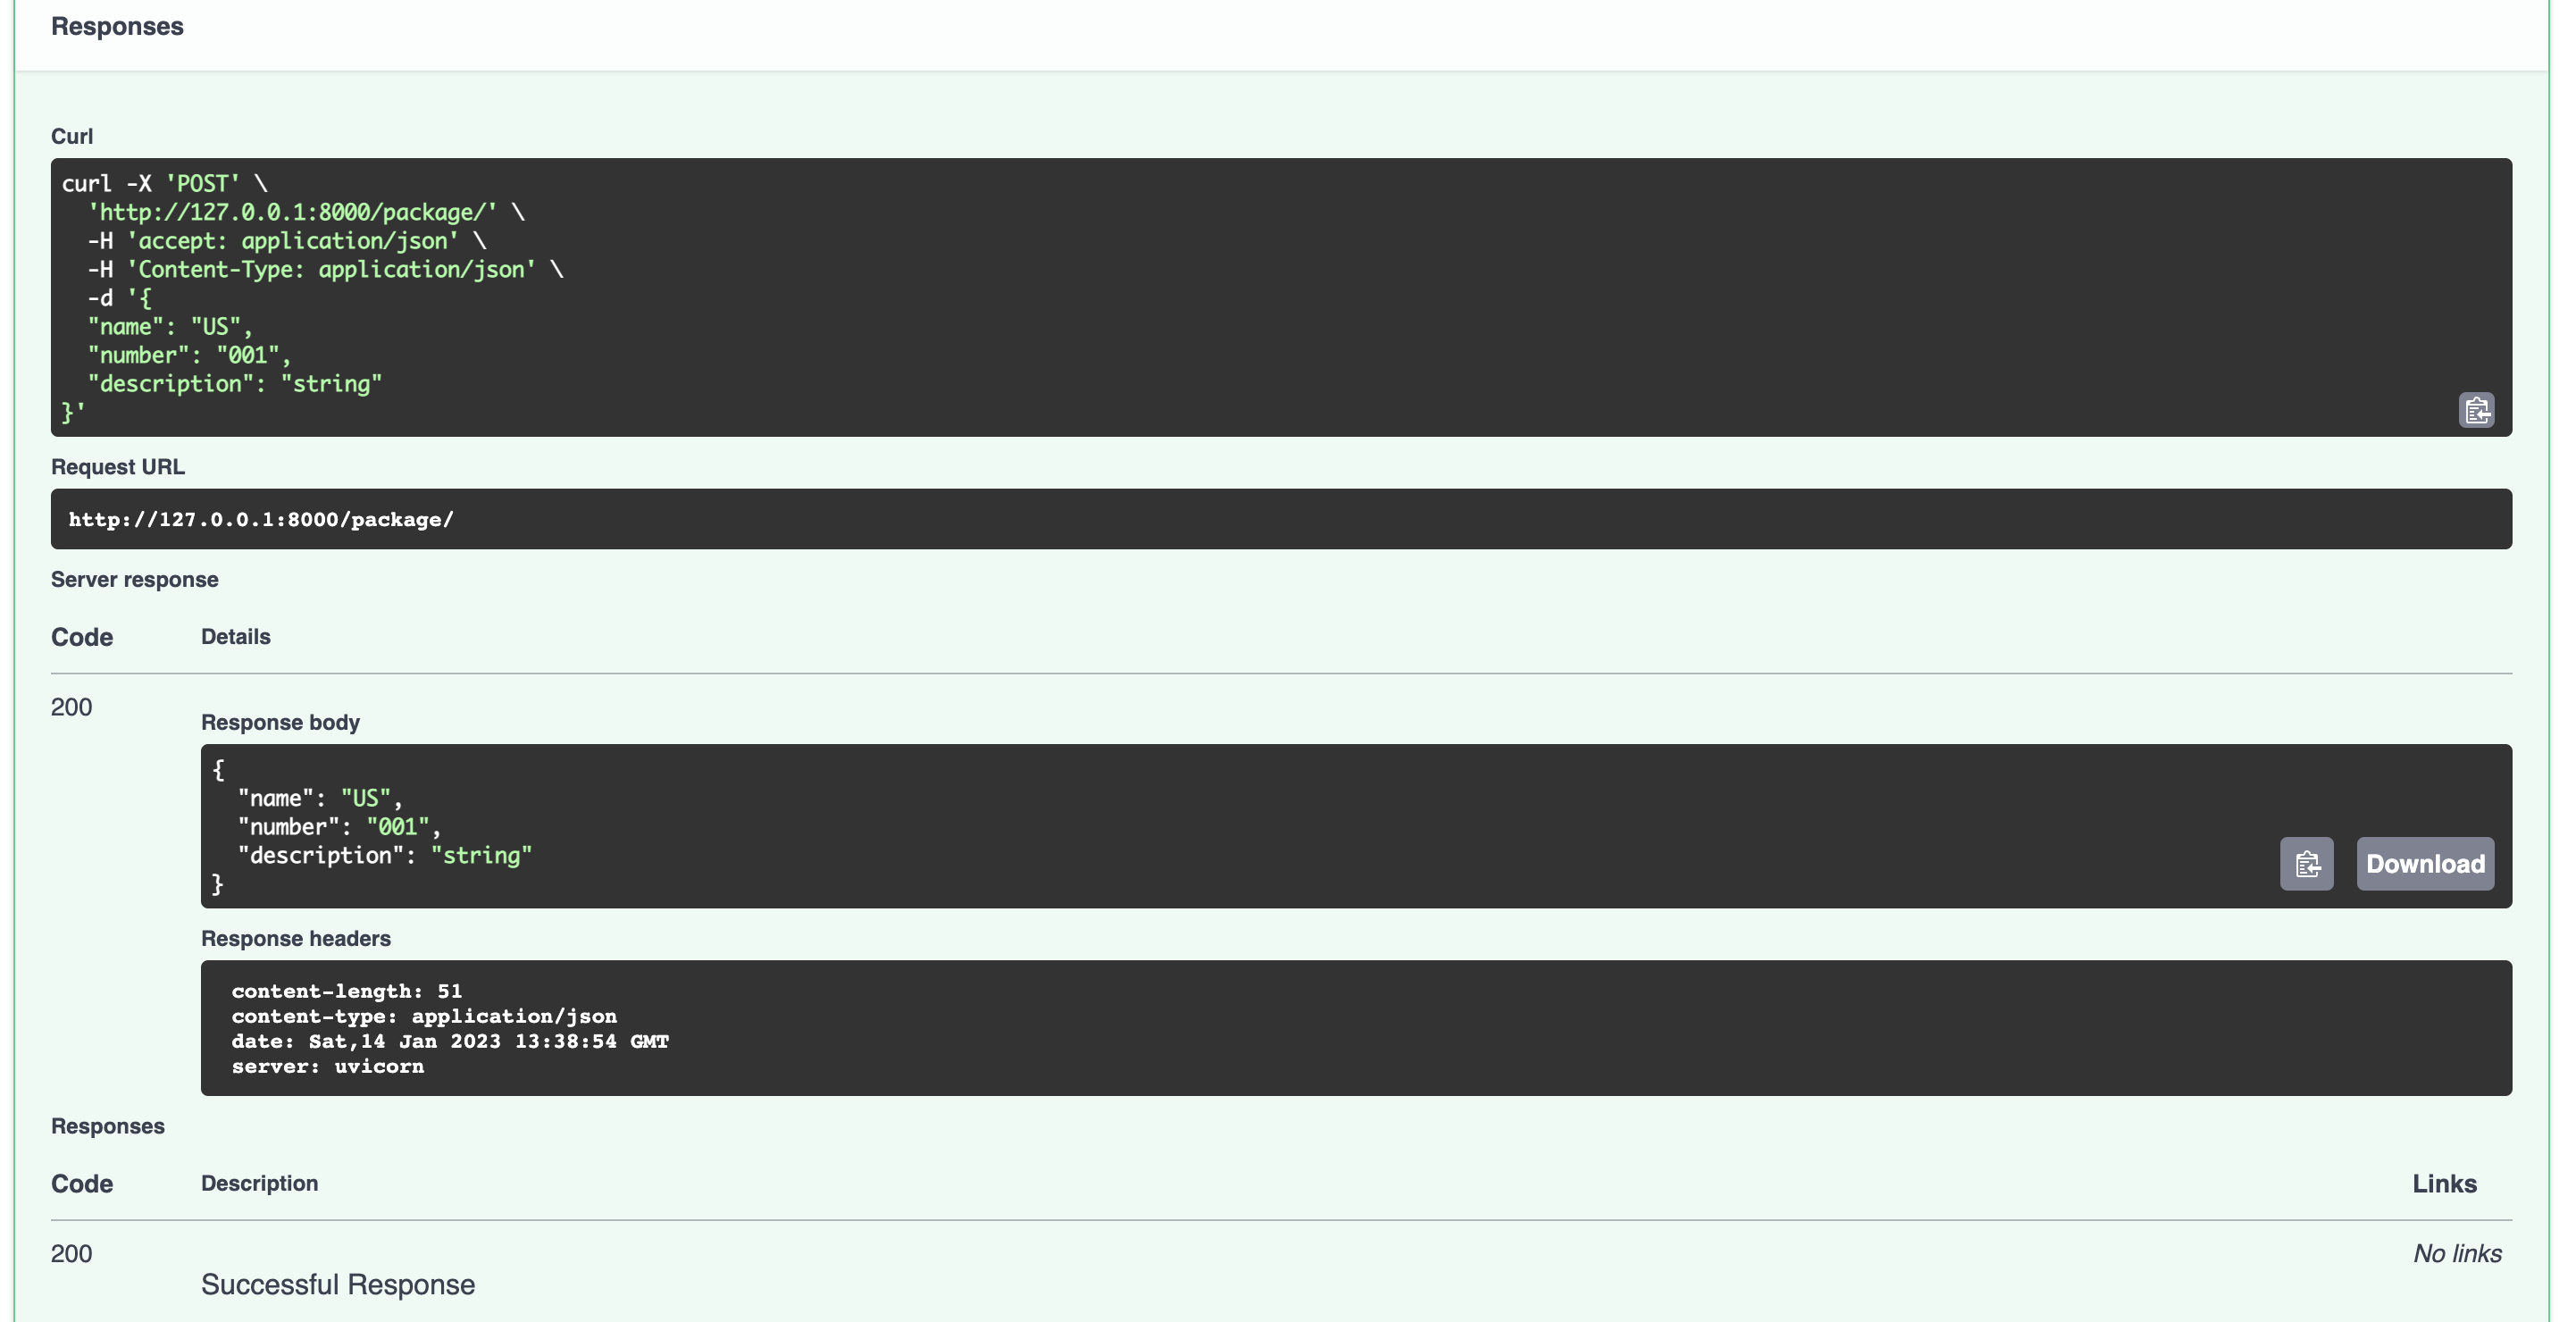 Responses
Curl
curl -X 'POST' \
  'http://127.0.0.1:8000/package/' \
  -H 'accept: application/json' \
  -H 'Content-Type: application/json' \
  -d '{
  "name": "US",
  "number": "001",
  "description": "string"
}'
Request URL
http://127.0.0.1:8000/package/
Server response
Code Details
200
Response body
{
  "name": "US",
  "number": "001",
  "description": "string"
}
Download
Response headers
content-length: 51
content-type: application/json
date: Sat,14 Jan 2023 13:38:54 GMT
server: uvicorn
Responses
Code Description Links
200 No links
Successful Response